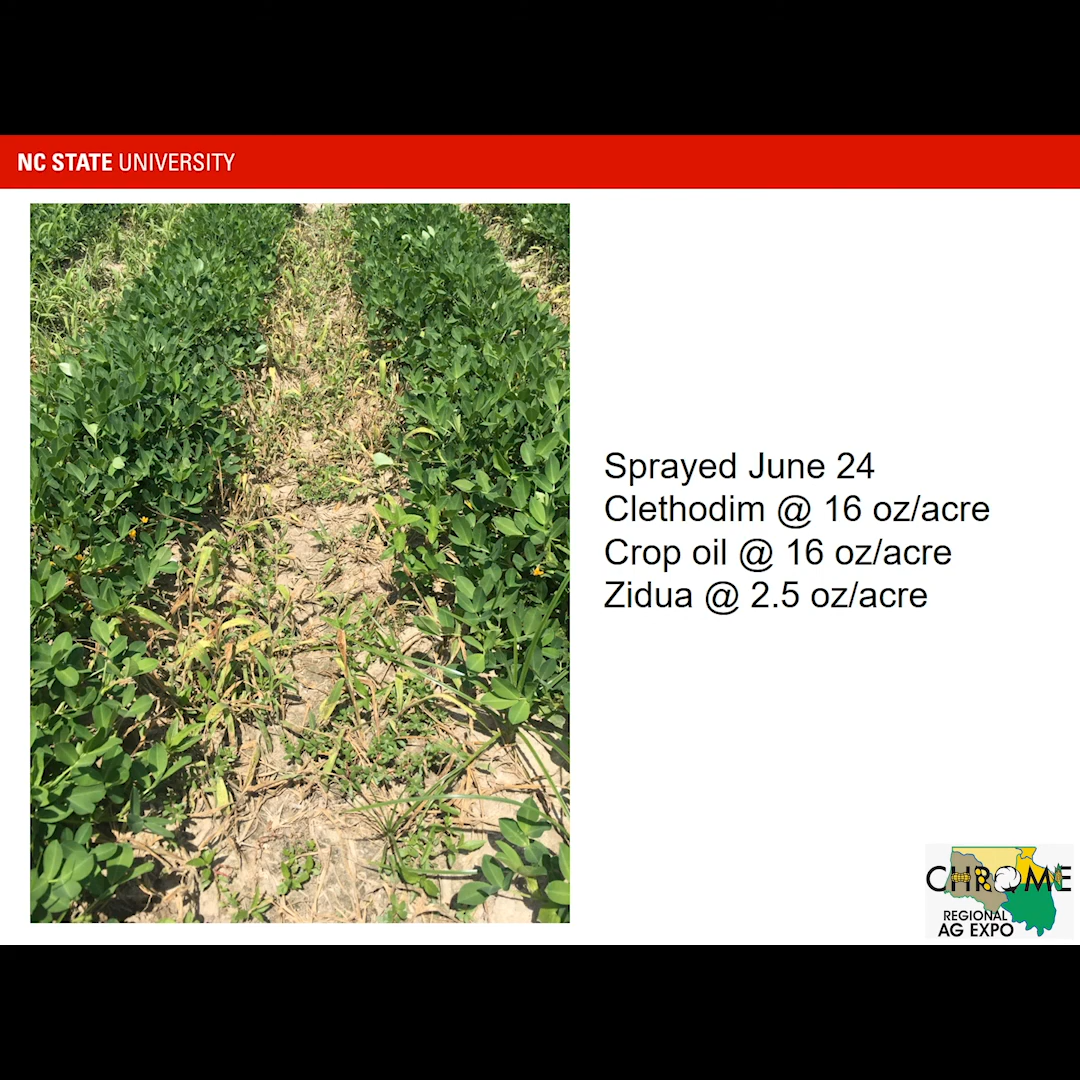 NC STATE UNIVERSITY
Sprayed June 24
Clethodim @ 16 oz/acre
Crop oil @ 16 oz/acre
Zidua @ 2.5 oz/acre
CHROME
REGIONAL
AG EXPO